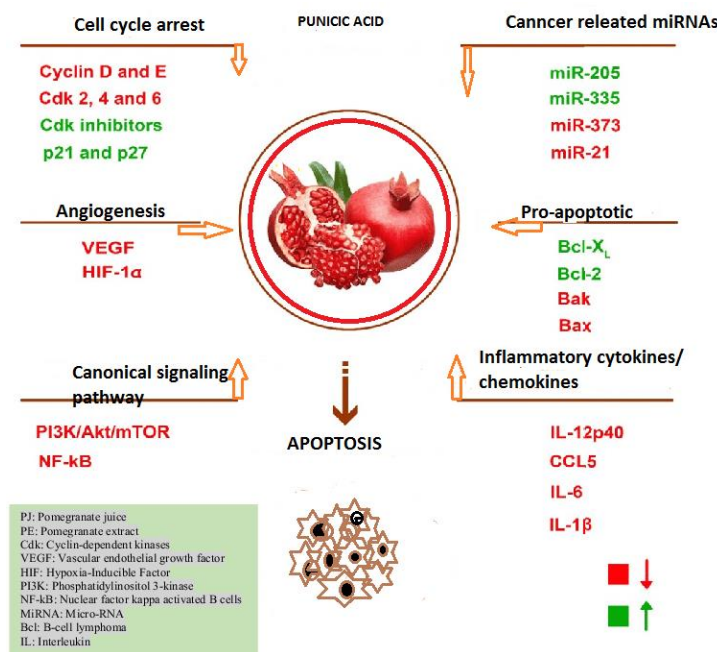 Cell cycle arrest
PUNICIC ACID
Canncer releated miRNAs
Cyclin D and E
Cdk 2, 4 and 6
Cdk inhibitors
p21 and p27
miR-205
miR-335
miR-373
miR-21
Angiogenesis
VEGF
HIF-1α
Pro-apoptotic
Bcl-XL
Bcl-2
Bak
Bax
Canonical signaling
pathway
PI3K/Akt/mTOR
NF-kB
APOPTOSIS
Inflammatory cytokines/
chemokines
IL-12p40
CCL5
IL-6
IL-1β
PJ: Pomegranate juice
PE: Pomegranate extract
Cdk: Cyclin-dependent kinases
VEGF: Vascular endothelial growth factor
HIF: Hypoxia-Inducible Factor
PI3K: Phosphatidylinositol 3-kinase
NF-kB: Nuclear factor kappa activated B cells
MiRNA: Micro-RNA
Bcl: B-cell lymphoma
IL: Interleukin